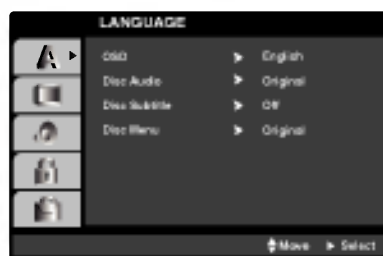 LANGUAGE
A
OSD English
Disc Audio Original
Disc Subtitle Off
Disc Menu Original
Move Select